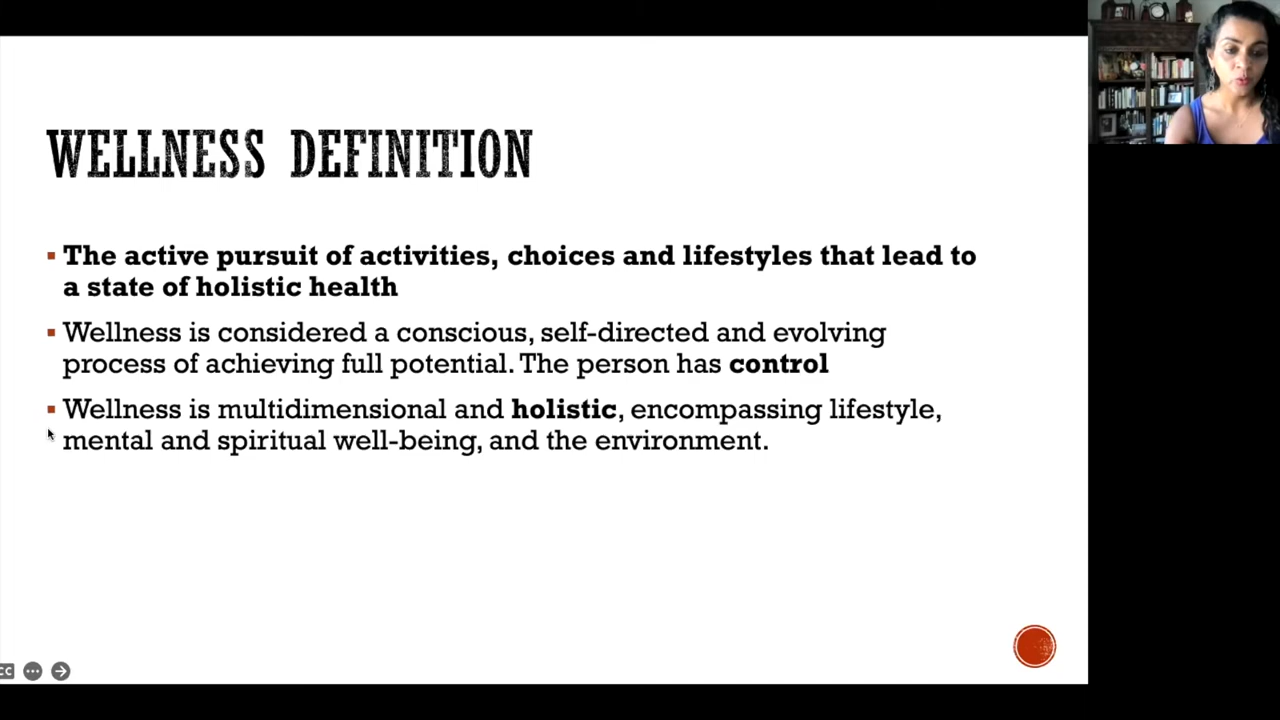 WELLNESS DEFINITION
▪ The active pursuit of activities, choices and lifestyles that lead to
a state of holistic health
▪ Wellness is considered a conscious, self-directed and evolving
process of achieving full potential. The person has control
▪ Wellness is multidimensional and holistic, encompassing lifestyle,
mental and spiritual well-being, and the environment.
CC